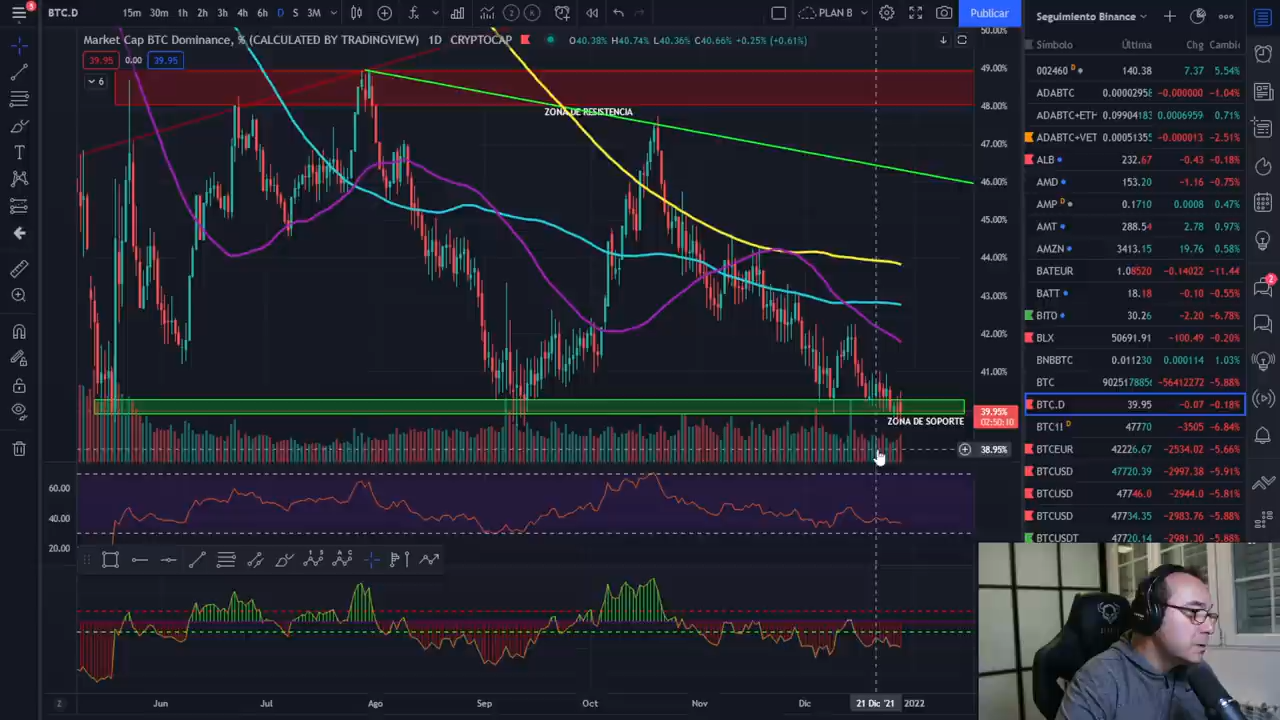 5
BTC.D
15m 30m 1h 2h 3h 4h 6h D S 3M
PLAN B
Publicar
Market Cap BTC Dominance, % (CALCULATED BY TRADINGVIEW) 1D CRYPTOCAP O40.38% H40.74% L40.36% C40.66% +0.25% (+0.61%)
39.95 0.00 39.95
6
ZONA DE RESISTENCIA
ZONA DE SOPORTE
50.00%
49.00%
48.00%
47.00%
46.00%
45.00%
44.00%
43.00%
42.00%
41.00%
39.95%
02:50:10
38.95%
60.00
40.00
20.00
Jun Jul Ago Sep Oct Nov Dic 21 Dic '21 2022
Seguimiento Binance
Símbolo Última Chg Cambi
002460 D 140.38 7.37 5.54%
ADABTC 0.00002958 -0.000000 -1.04%
ADABTC+ETH 0.09904183 0.0006959 0.71%
ADABTC+VET 0.00051355 -0.000013 -2.51%
ALB 232.67 -0.43 -0.18%
AMD 153.20 -1.16 -0.75%
AMP D 0.1710 0.0008 0.47%
AMT 288.54 2.78 0.97%
AMZN 3413.15 19.76 0.58%
BATEUR 1.08520 -0.14022 -11.44
BATT 18.18 -0.10 -0.55%
BITO 30.26 -2.20 -6.78%
BLX 50691.91 -100.49 -0.20%
BNBBTC 0.011230 0.000114 1.03%
BTC 9025178856 -56412272 -5.88%
BTC.D 39.95 -0.07 -0.18%
BTC1! D 47770 -3505 -6.84%
BTCEUR 42226.67 -2534.02 -5.66%
BTCUSD 47720.39 -2997.38 -5.91%
BTCUSD 47746.0 -2944.0 -5.81%
BTCUSD 47734.35 -2983.76 -5.88%
BTCUSDT 47720.14 -2981.30 -5.88%
2